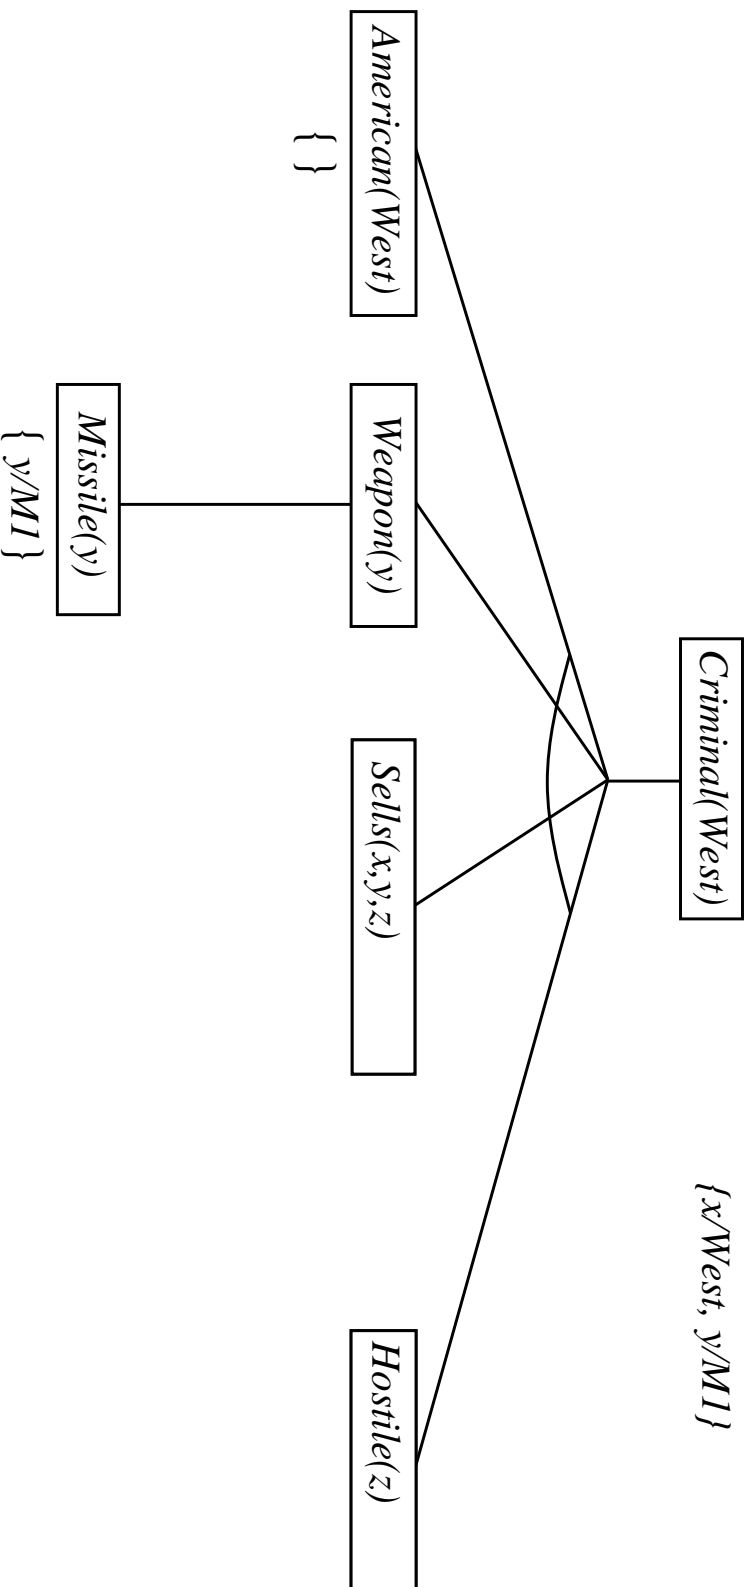 Criminal(West)
{x/West, y/M1}
American(West)
Weapon(y)
Sells(x,y,z)
Hostile(z)
{ }
Missile(y)
{ y/M1 }